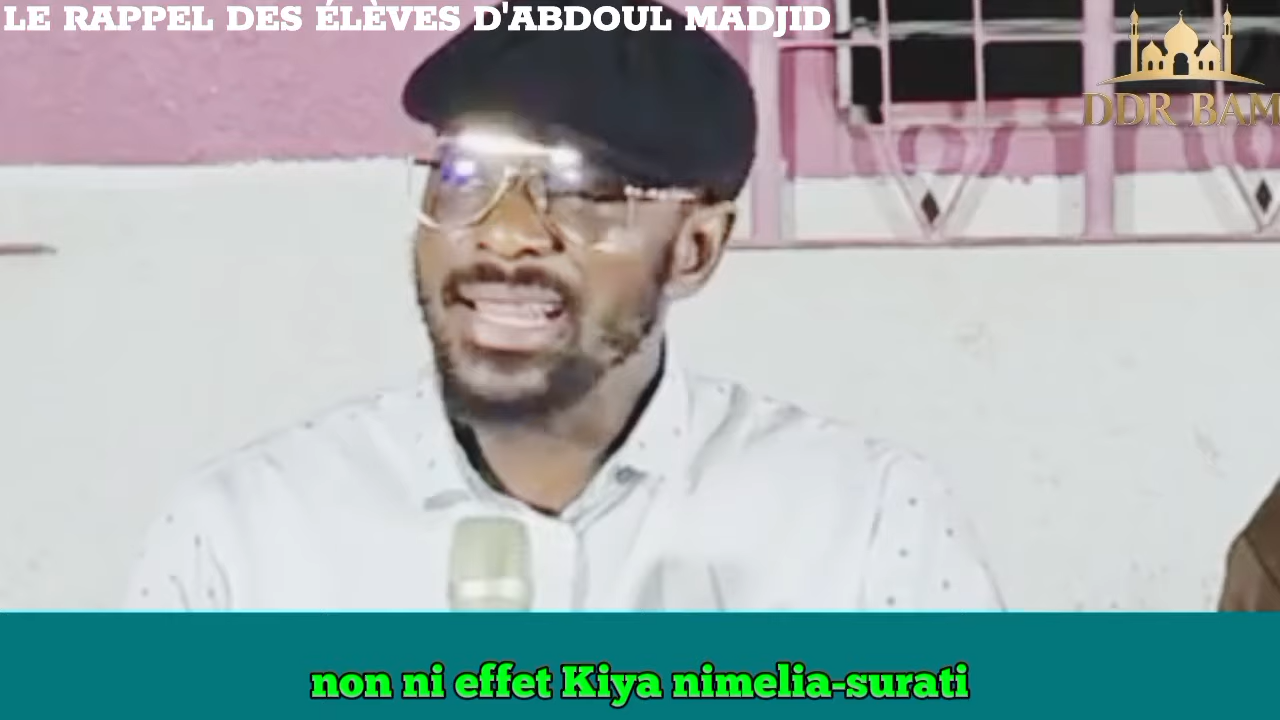 LE RAPPEL DES ÉLÈVES D'ABDOUL MADJID
DDR BAM
non ni effet Kiya nimelia-surati